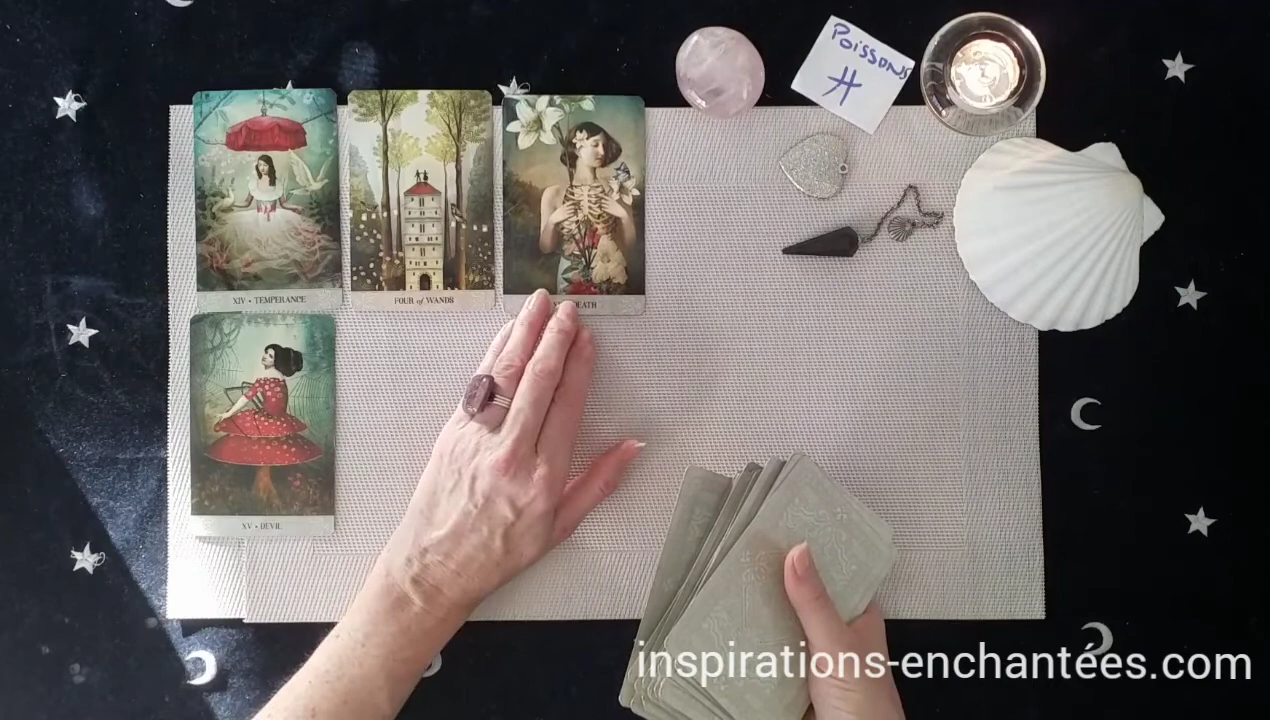 Poissons
XIV • TEMPERANCE
FOUR of WANDS
DEATH
XV • DEVIL
inspirations-enchantées.com